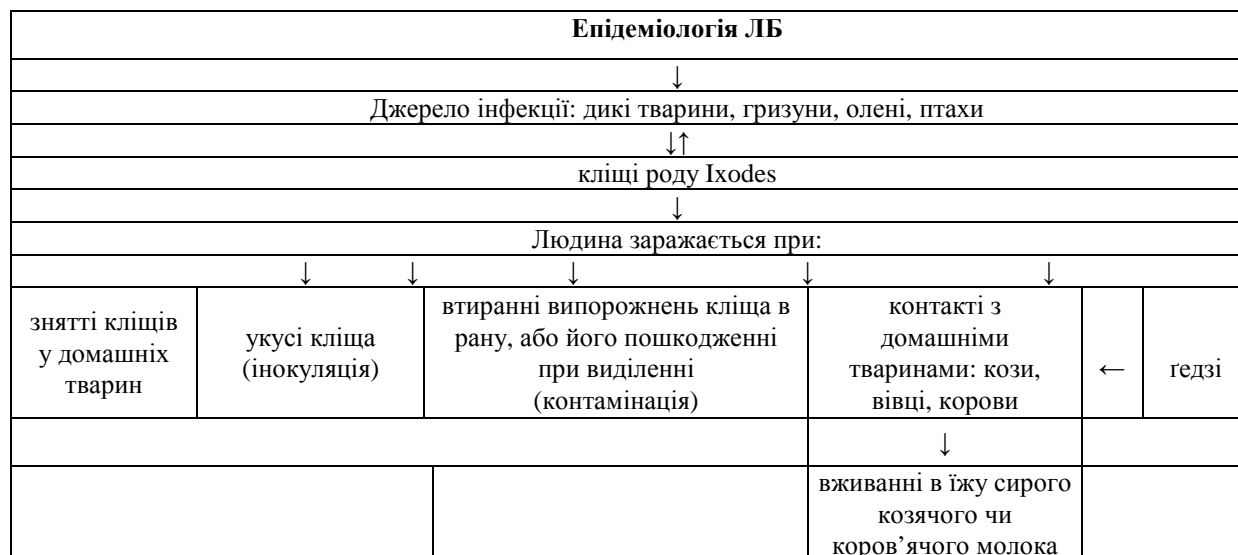 Епідеміологія ЛБ
↓
Джерело інфекції: дикі тварини, гризуни, олені, птахи
↓↑
кліщі роду Ixodes
↓
Людина заражається при:
↓ ↓ ↓ ↓ ↓
знятті кліщів
у домашніх
тварин
укусі кліща
(інокуляція)
втиранні випорожнень кліща в
рану, або його пошкодженні
при виділенні
(контамінація)
контакті з
домашніми
тваринами: кози,
вівці, корови
←
ґедзі
↓
вживанні в їжу сирого
козячого чи
коров’ячого молока